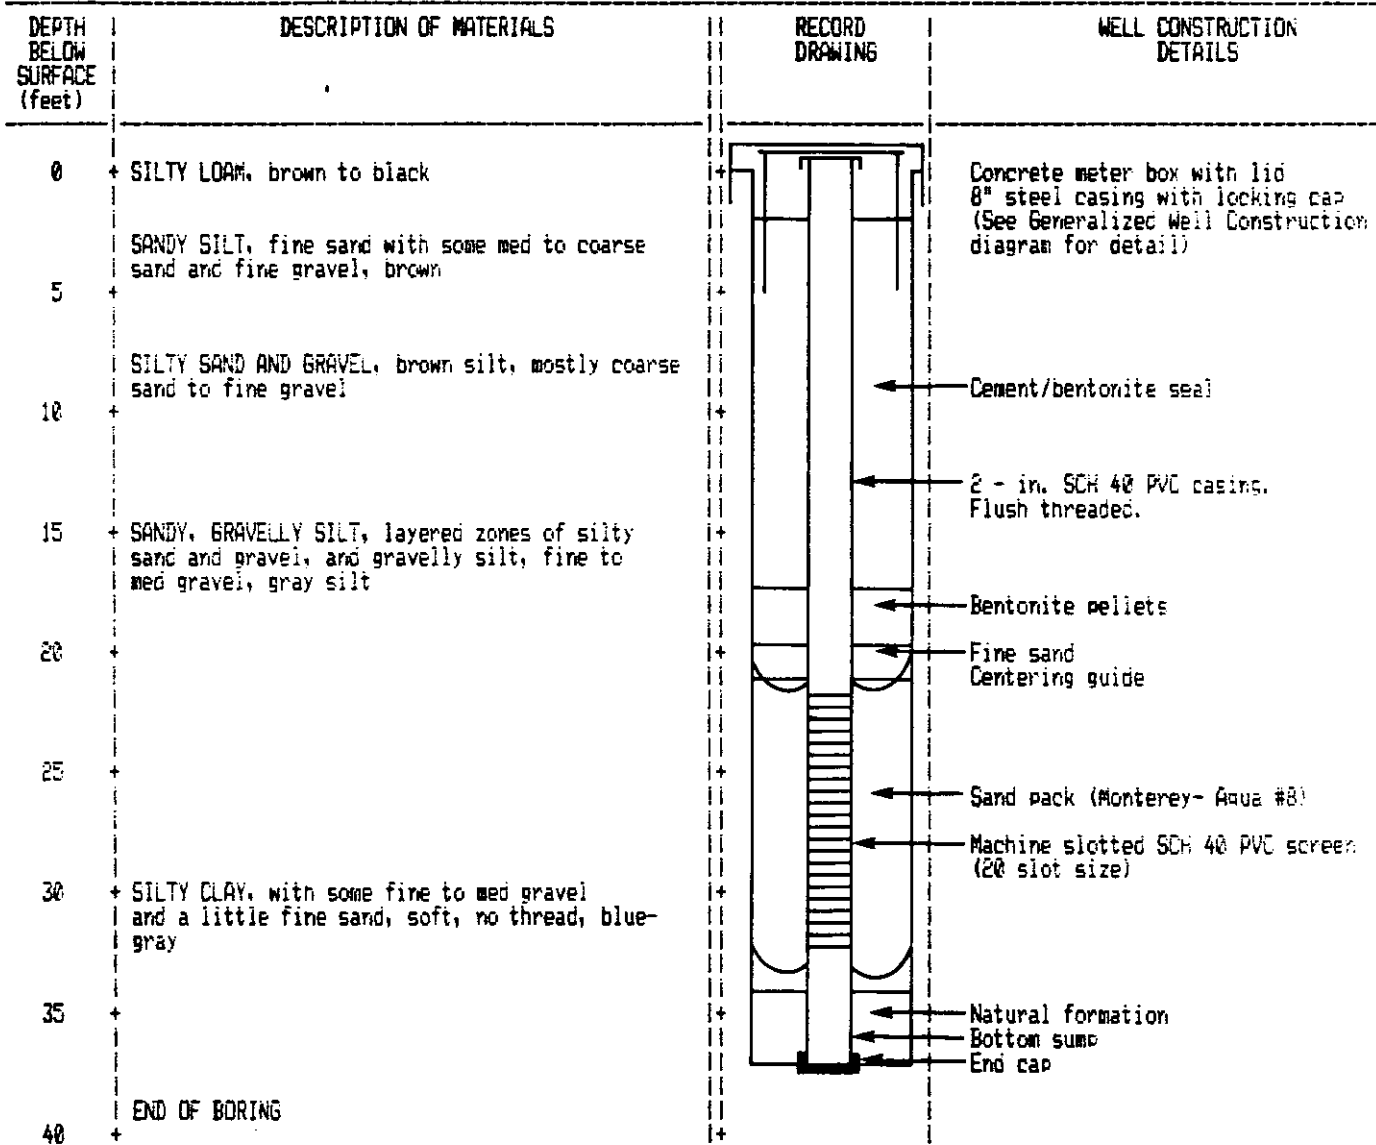 DEPTH BELOW SURFACE (feet)
DESCRIPTION OF MATERIALS
RECORD DRAWING
WELL CONSTRUCTION DETAILS
0 + SILTY LOAM, brown to black
Concrete meter box with lid
8" steel casing with locking cap
(See Generalized Well Construction
diagram for detail)
SANDY SILT, fine sand with some med to coarse
sand and fine gravel, brown
5 +
SILTY SAND AND GRAVEL, brown silt, mostly coarse
sand to fine gravel
Cement/bentonite seal
10 +
2 - in. SCH 40 PVC casing.
Flush threaded.
15 + SANDY, GRAVELLY SILT, layered zones of silty
sand and gravel, and gravelly silt, fine to
med gravel, gray silt
Bentonite pellets
20 +
Fine sand
Centering guide
25 +
Sand pack (Monterey- Aqua #8)
Machine slotted SCH 40 PVC screen
(20 slot size)
30 + SILTY CLAY, with some fine to med gravel
and a little fine sand, soft, no thread, blue-
gray
35 +
Natural formation
Bottom sump
End cap
END OF BORING
40 +